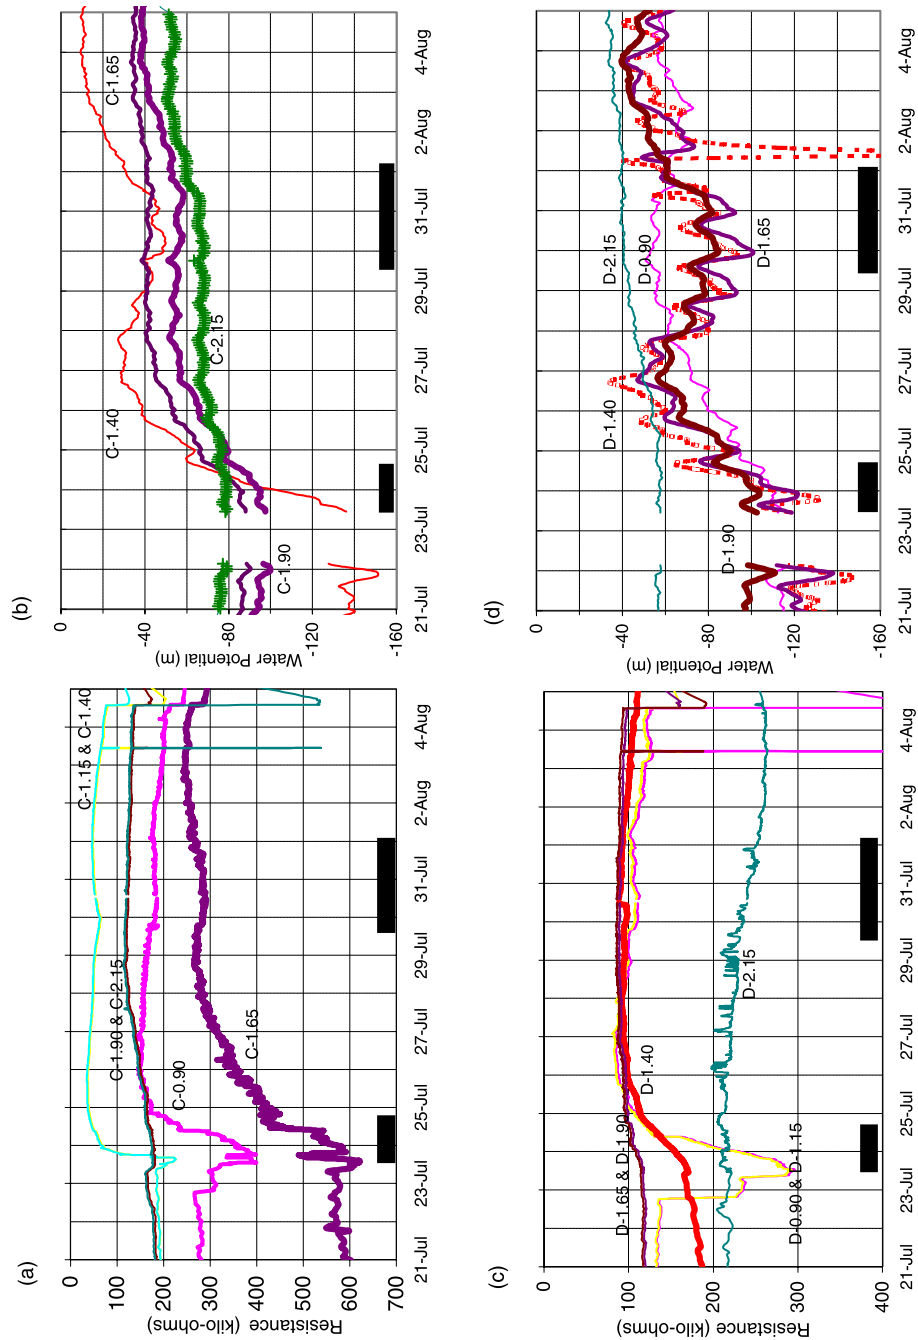 (a)
0
100
200
300
400
500
600
700
Resistance (kilo-ohms)
21-Jul
23-Jul
25-Jul
27-Jul
29-Jul
31-Jul
2-Aug
4-Aug
C-1.15 & C-1.40
C-1.90 & C-2.15
C-0.90
C-1.65
(b)
0
-40
-80
-120
-160
Water Potential (m)
21-Jul
23-Jul
25-Jul
27-Jul
29-Jul
31-Jul
2-Aug
4-Aug
C-1.65
C-1.40
C-2.15
C-1.90
(c)
0
100
200
300
400
Resistance (kilo-ohms)
21-Jul
23-Jul
25-Jul
27-Jul
29-Jul
31-Jul
2-Aug
4-Aug
D-1.65 & D-1.90
D-1.40
D-2.15
D-0.90 & D-1.15
(d)
0
-40
-80
-120
-160
Water Potential (m)
21-Jul
23-Jul
25-Jul
27-Jul
29-Jul
31-Jul
2-Aug
4-Aug
D-2.15
D-1.40
D-0.90
D-1.65
D-1.90